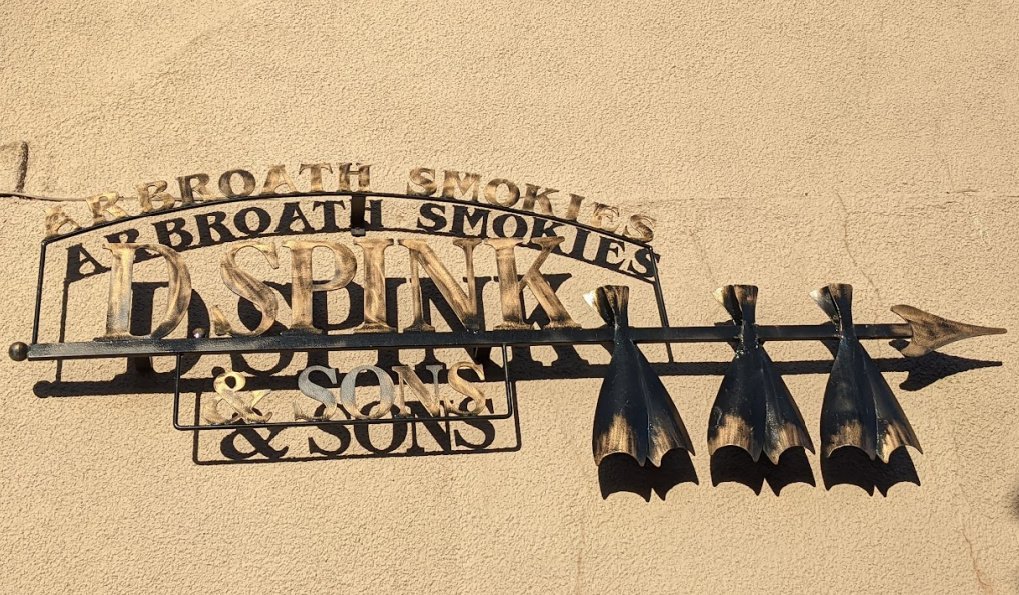 ARBROATH SMOKIES
D. SPINK
& SONS